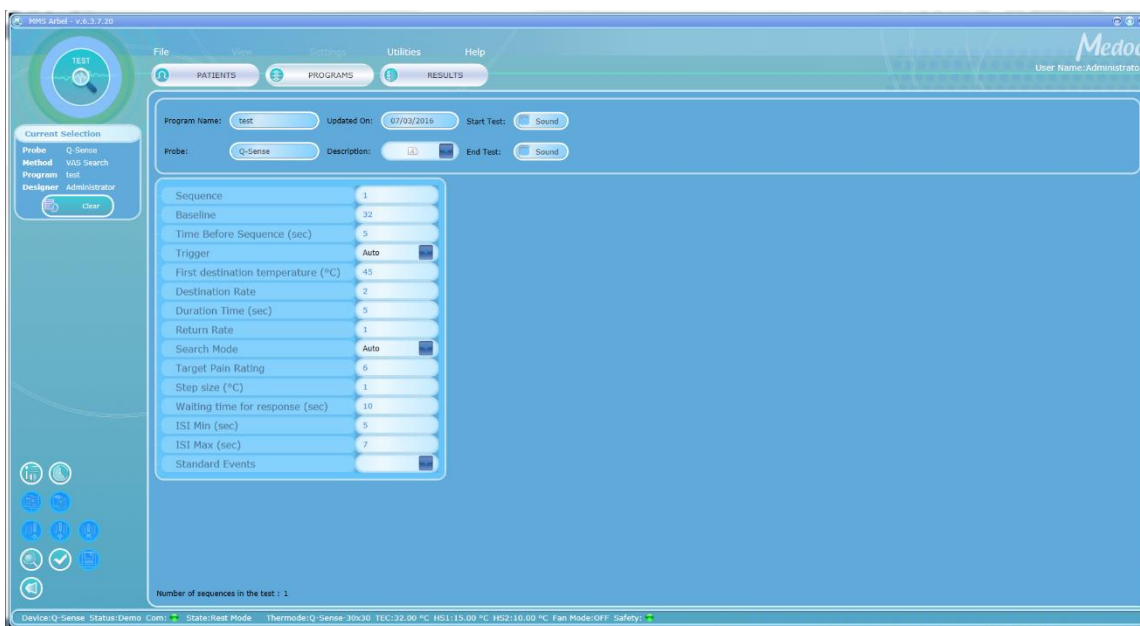 MMS Arbel - v.6.3.7.20
File View Settings Utilities Help
TEST
PATIENTS PROGRAMS RESULTS
Medoc
User Name:Administrato
Program Name: test Updated On: 07/03/2016 Start Test: Sound
Probe: Q-Sense Description: End Test: Sound
Current Selection
Probe Q-Sense
Method VAS Search
Program test
Designer Administrator
Clear
Sequence 1
Baseline 32
Time Before Sequence (sec) 5
Trigger Auto
First destination temperature (°C) 45
Destination Rate 2
Duration Time (sec) 5
Return Rate 1
Search Mode Auto
Target Pain Rating 6
Step size (°C) 1
Waiting time for response (sec) 10
ISI Min (sec) 5
ISI Max (sec) 7
Standard Events
Number of sequences in the test : 1
Device:Q-Sense Status:Demo Com: State:Rest Mode Thermode:Q-Sense-30x30 TEC:32.00 °C HS1:15.00 °C HS2:10.00 °C Fan Mode:OFF Safety: